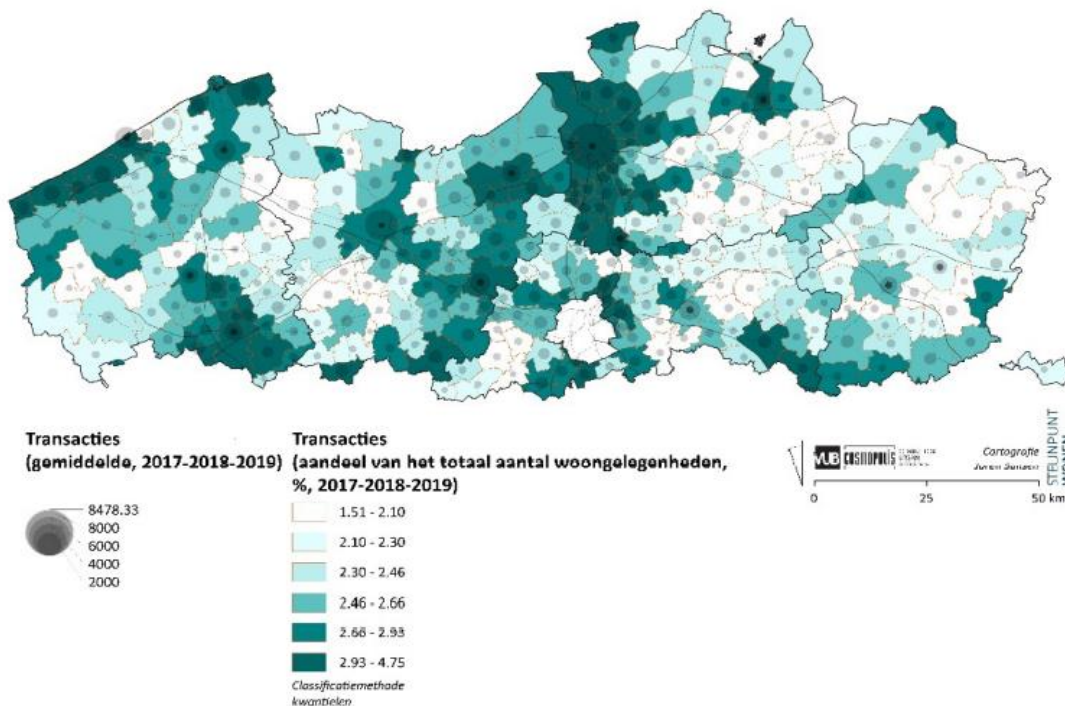 Transacties
(gemiddelde, 2017-2018-2019)
8478.33
8000
6000
4000
2000
Transacties
(aandeel van het totaal aantal woongelegenheden,
%, 2017-2018-2019)
1.51 - 2.10
2.10 - 2.30
2.30 - 2.46
2.46 - 2.66
2.66 - 2.93
2.93 - 4.75
Classificatiemethode
kwantielen
VUB
COSMOPOLIS
Cartografie
0 25 50 km
STEUNPUNT
WONEN